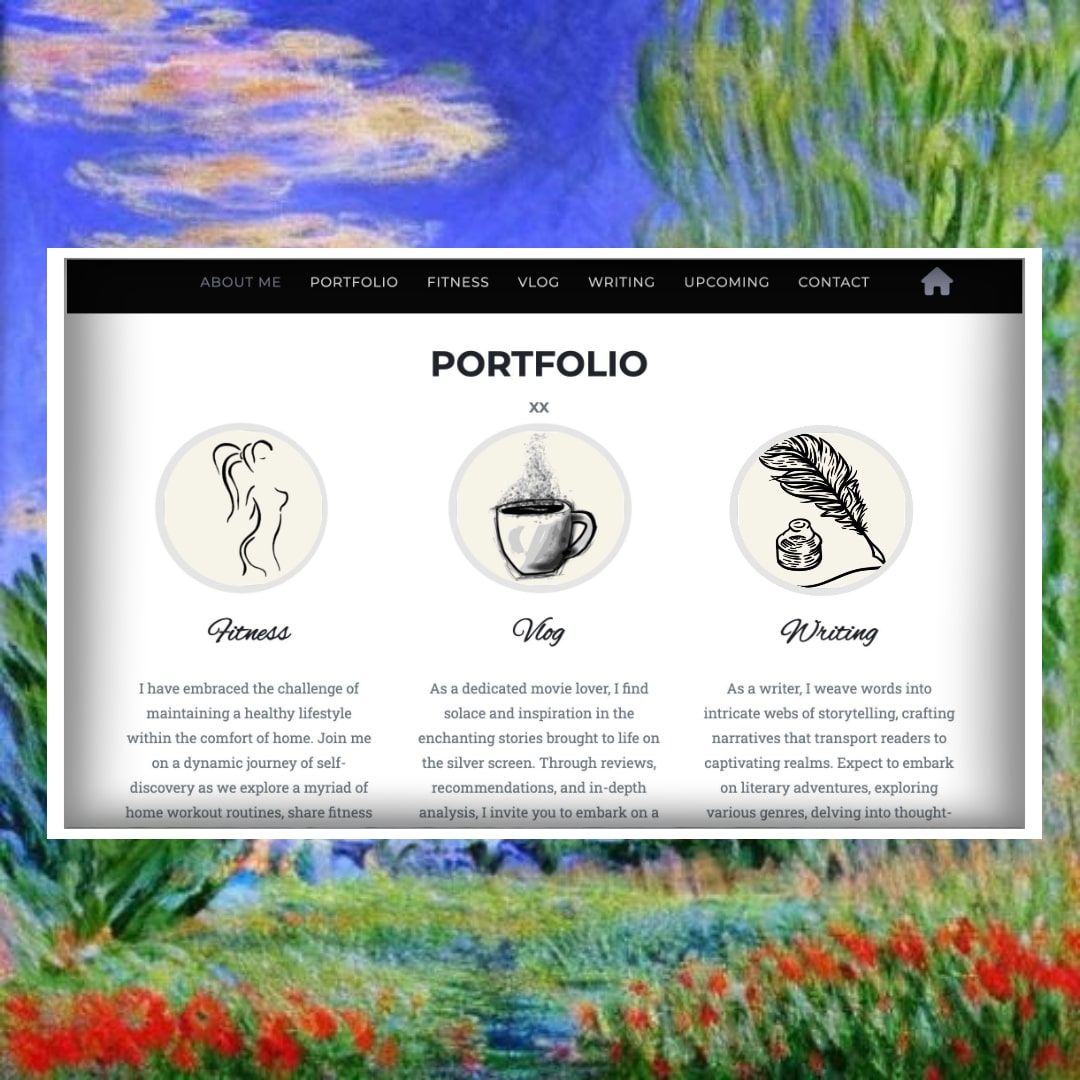 ABOUT ME PORTFOLIO FITNESS VLOG WRITING UPCOMING CONTACT
PORTFOLIO
xx
Fitness
I have embraced the challenge of
maintaining a healthy lifestyle
within the comfort of home. Join me
on a dynamic journey of self-
discovery as we explore a myriad of
home workout routines, share fitness
Vlog
As a dedicated movie lover, I find
solace and inspiration in the
enchanting stories brought to life on
the silver screen. Through reviews,
recommendations, and in-depth
analysis, I invite you to embark on a
Writing
As a writer, I weave words into
intricate webs of storytelling, crafting
narratives that transport readers to
captivating realms. Expect to embark
on literary adventures, exploring
various genres, delving into thought-